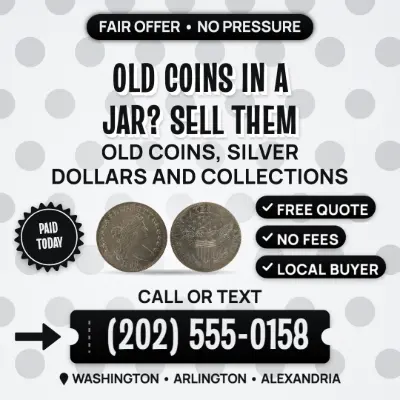 FAIR OFFER • NO PRESSURE
OLD COINS IN A
JAR? SELL THEM
OLD COINS, SILVER
DOLLARS AND COLLECTIONS
PAID
TODAY
FREE QUOTE
NO FEES
LOCAL BUYER
CALL OR TEXT
(202) 555-0158
WASHINGTON • ARLINGTON • ALEXANDRIA